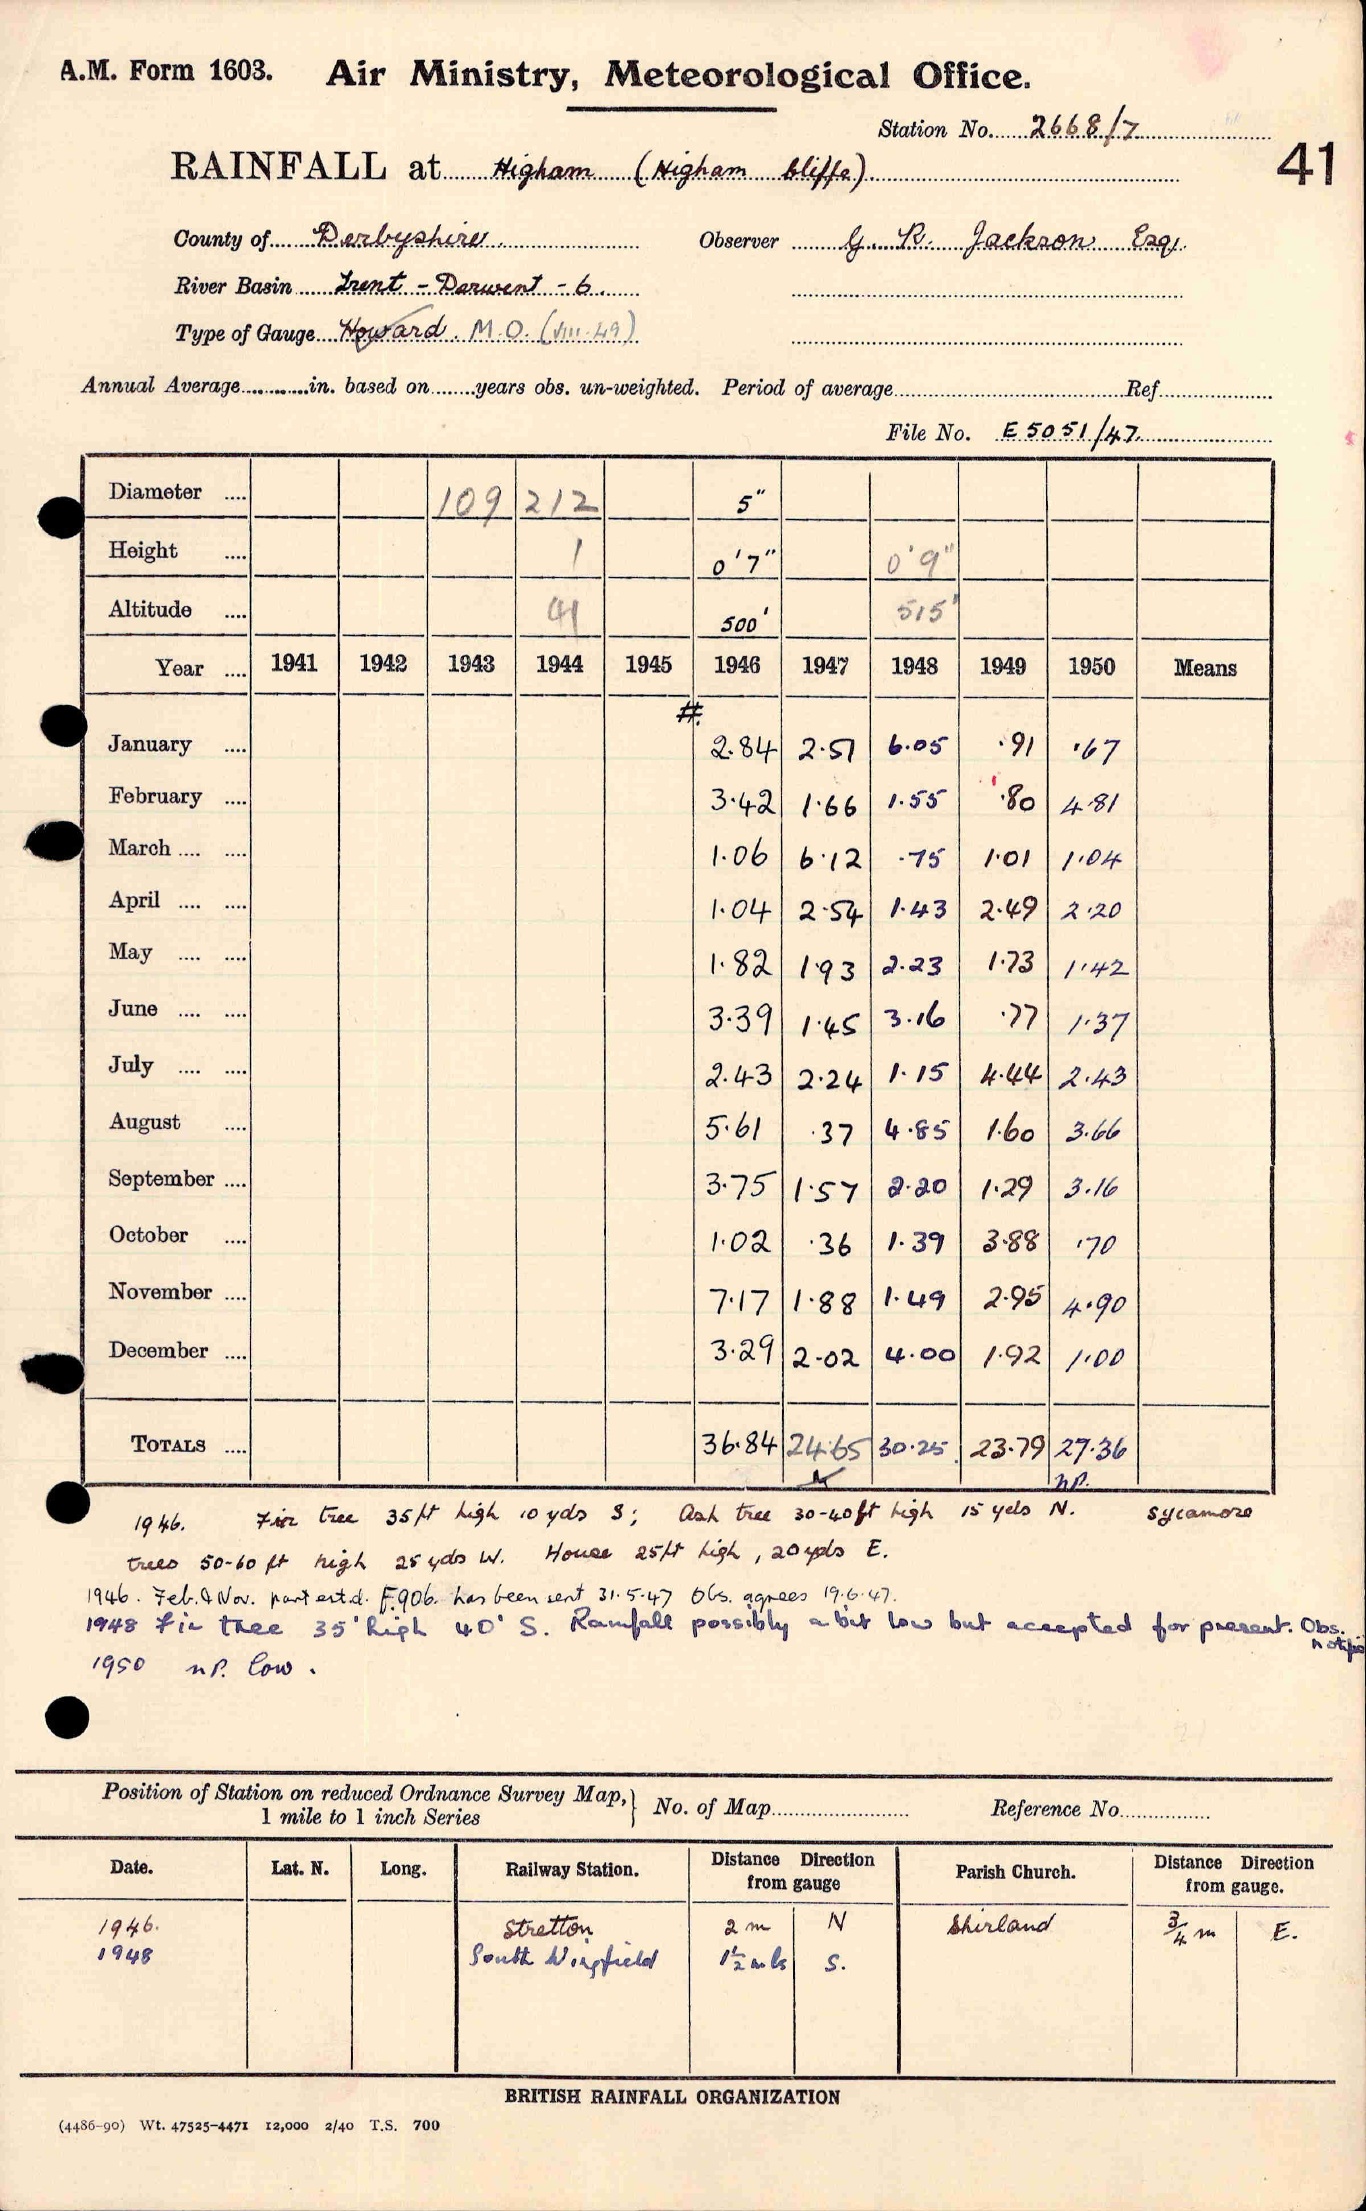 A.M. Form 1603. Air Ministry, Meteorological Office.
Station No. 2668/7
41
RAINFALL at Higham (Higham Cliffe)
County of Derbyshire. Observer G. R. Jackson Esq.
River Basin Trent - Derwent - 6.
Type of Gauge Howard. M.O. (VIII.49)
Annual Average in. based on years obs. un-weighted. Period of average Ref.
File No. E5051/47
Diameter .... 109 212 5"
Height .... 1 0'7" 0'9"
Altitude .... 41 500' 515'
Year .... 1941 1942 1943 1944 1945 1946 1947 1948 1949 1950 Means
#.
January .... 2.84 2.51 6.05 .91 .67
February .... 3.42 1.66 1.55 .80 4.81
March .... .... 1.06 6.12 .75 1.01 1.04
April .... .... 1.04 2.54 1.43 2.49 2.20
May .... .... 1.82 1.93 2.23 1.73 1.42
June .... .... 3.39 1.45 3.16 .77 1.37
July .... .... 2.43 2.24 1.15 4.44 2.43
August .... 5.61 .37 4.85 1.60 3.66
September .... 3.75 1.57 2.20 1.29 3.16
October .... 1.02 .36 1.39 3.88 .70
November .... 7.17 1.88 1.49 2.95 4.90
December .... 3.29 2.02 4.00 1.92 1.00
TOTALS .... 36.84 24.65 30.25 23.79 27.36
np.
1946. Fir tree 35ft high 10 yds S; Ash tree 30-40ft high 15 yds N. Sycamore
trees 50-60 ft high 25 yds W. House 25ft high, 20 yds E.
1946. Feb. & Nov. part estd. F.906. has been sent 31.5.47 Obs. agrees 19.6.47.
1948 Fir tree 35' high 40' S. Rainfall possibly a bit low but accepted for present. Obs.
1950 np. low.
Position of Station on reduced Ordnance Survey Map, 1 mile to 1 inch Series } No. of Map Reference No.
Date. Lat. N. Long. Railway Station. Distance Direction from gauge Parish Church. Distance Direction from gauge.
1946. Stretton 2 m N Shirland 3/4 m E.
1948 South Wingfield 1 1/2 mls S.
BRITISH RAINFALL ORGANIZATION
(4486-90) Wt. 47525-4471 12,000 2/40 T.S. 700